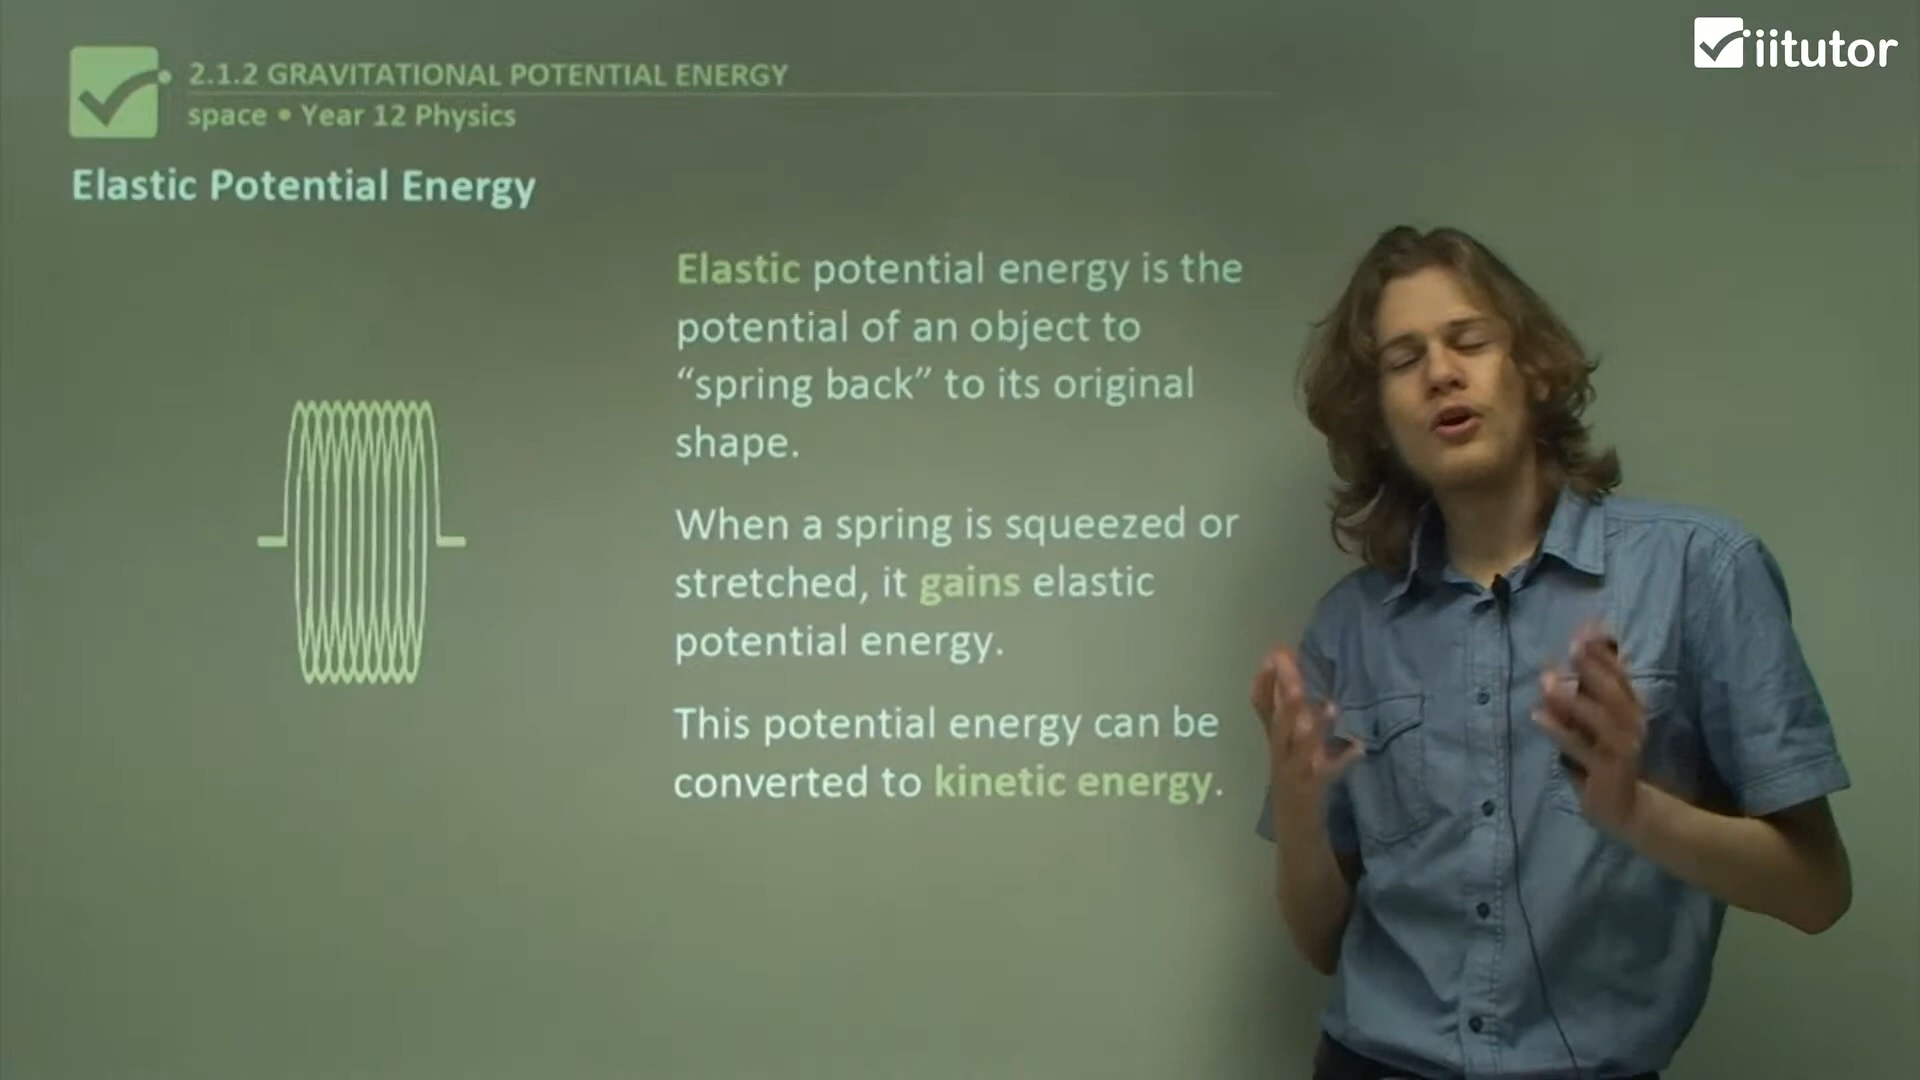 iitutor
2.1.2 GRAVITATIONAL POTENTIAL ENERGY
space • Year 12 Physics
Elastic Potential Energy
Elastic potential energy is the
potential of an object to
“spring back” to its original
shape.
When a spring is squeezed or
stretched, it gains elastic
potential energy.
This potential energy can be
converted to kinetic energy.